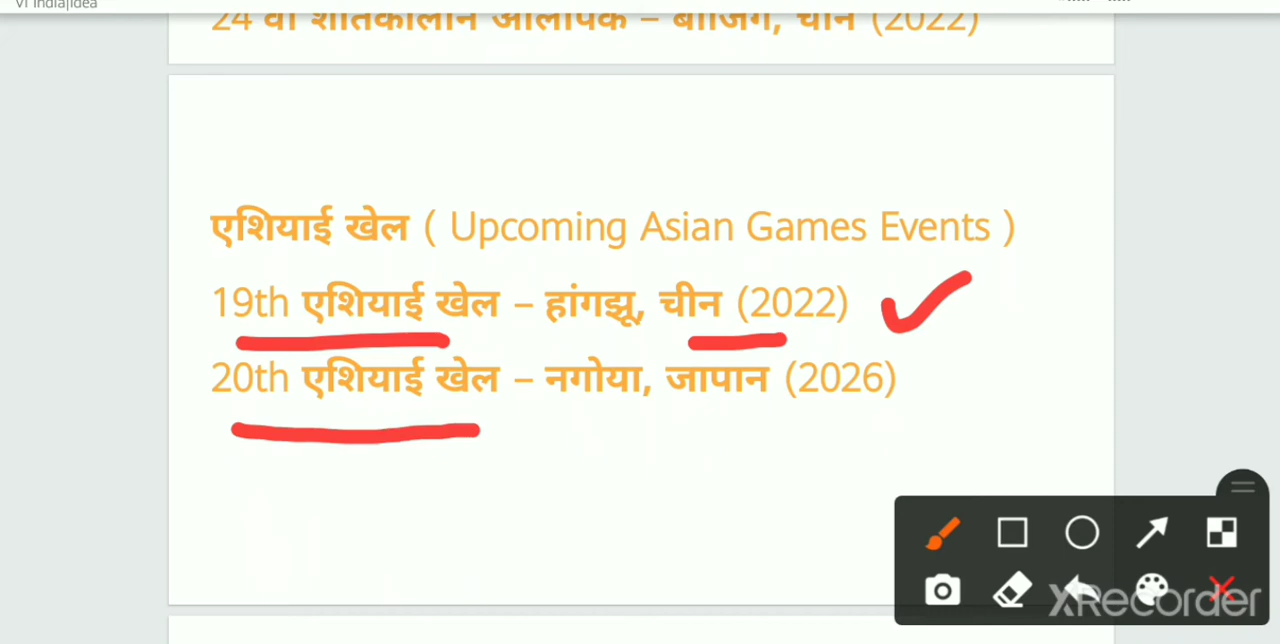 Vi India|Idea
24 वां शीतकालीन ओलंपिक – बीजिंग, चीन (2022)
एशियाई खेल ( Upcoming Asian Games Events )
19th एशियाई खेल – हांगझू, चीन (2022)
20th एशियाई खेल – नगोया, जापान (2026)
XRecorder